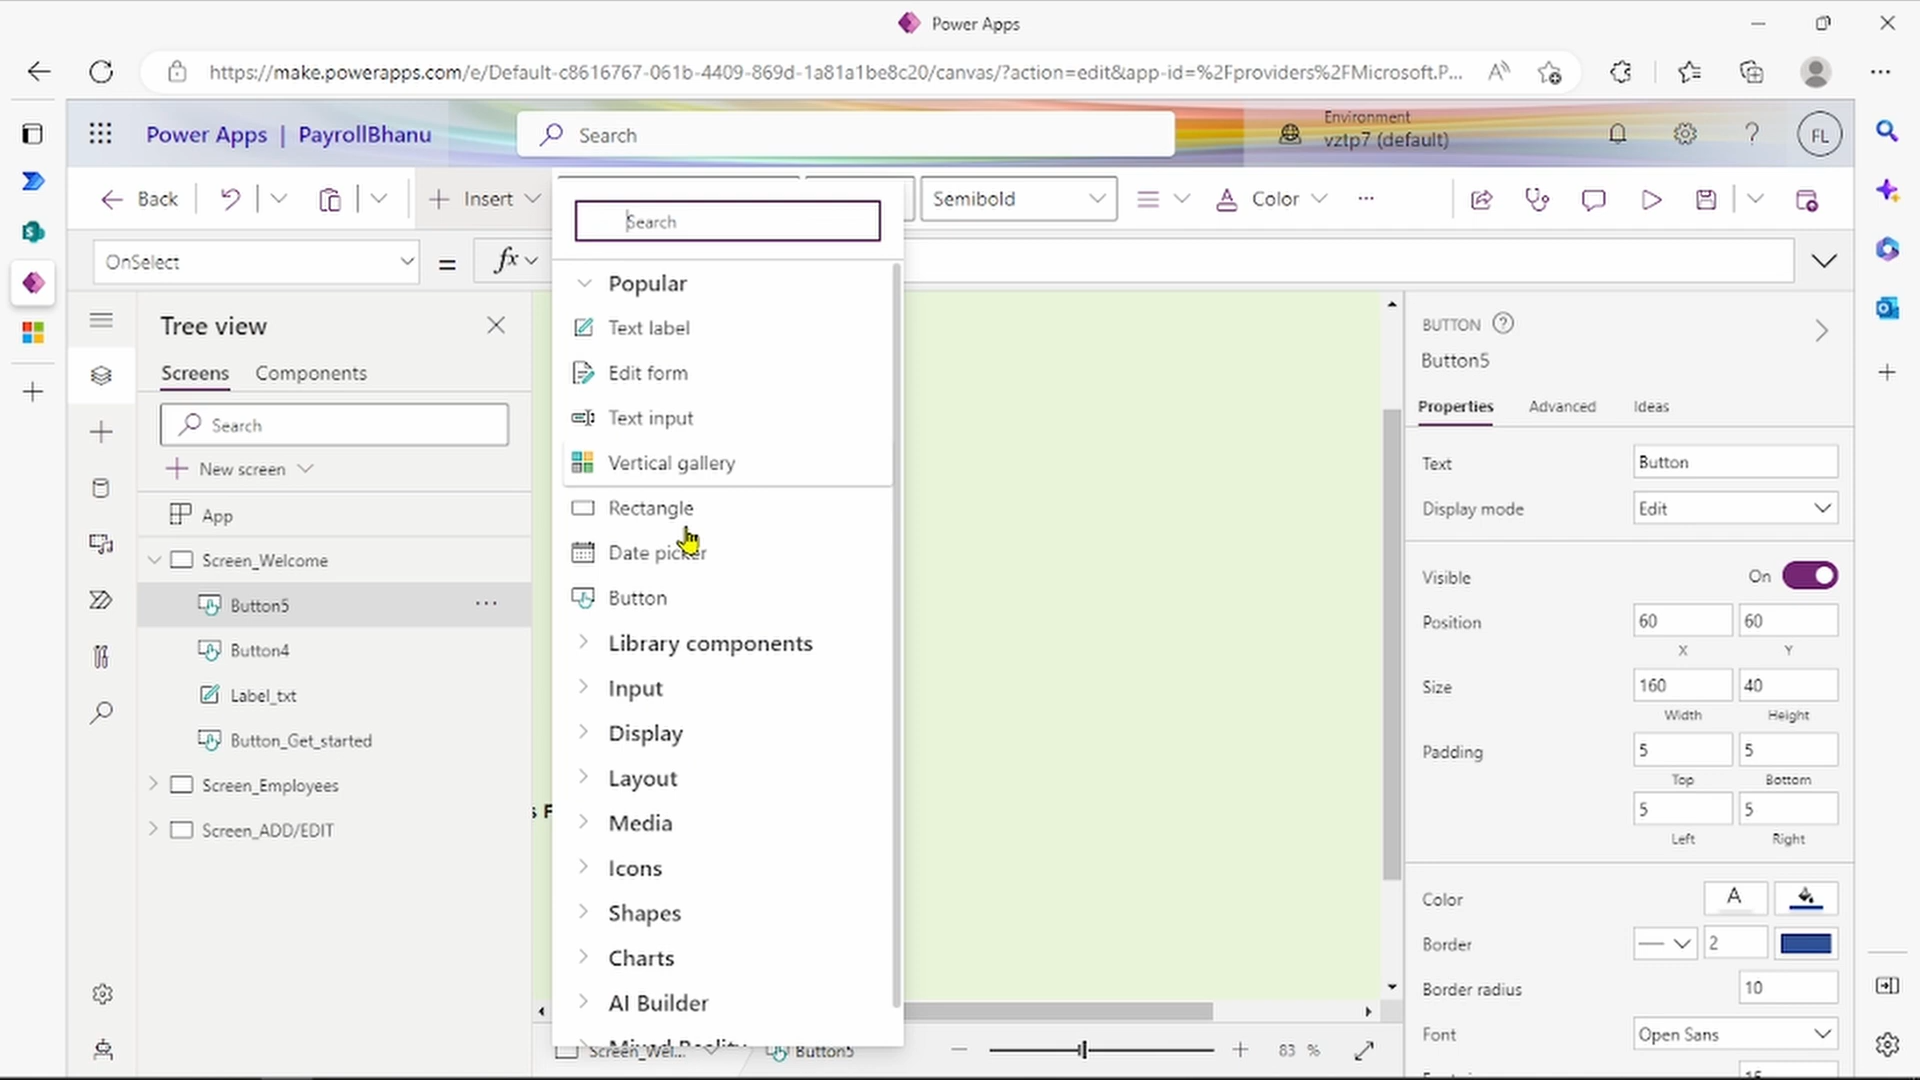 Power Apps
https://make.powerapps.com/e/Default-c8616767-061b-4409-869d-1a81a1be8c20/canvas/?action=edit&app-id=%2Fproviders%2FMicrosoft.P...
Power Apps | PayrollBhanu
Search
Environment
vztp7 (default)
FL
Back
Insert
Semibold
Color
OnSelect
=
fx
Search
Popular
Text label
Edit form
Text input
Vertical gallery
Rectangle
Date picker
Button
Library components
Input
Display
Layout
Media
Icons
Shapes
Charts
AI Builder
Mixed Reality
Tree view
Screens
Components
Search
New screen
App
Screen_Welcome
Button5
Button4
Label_txt
Button_Get_started
Screen_Employees
Screen_ADD/EDIT
s F
Screen_Wel...
Button5
83 %
BUTTON
Button5
Properties
Advanced
Ideas
Text
Button
Display mode
Edit
Visible
On
Position
60
60
X
Y
Size
160
40
Width
Height
Padding
5
5
Top
Bottom
5
5
Left
Right
Color
A
Border
2
Border radius
10
Font
Open Sans